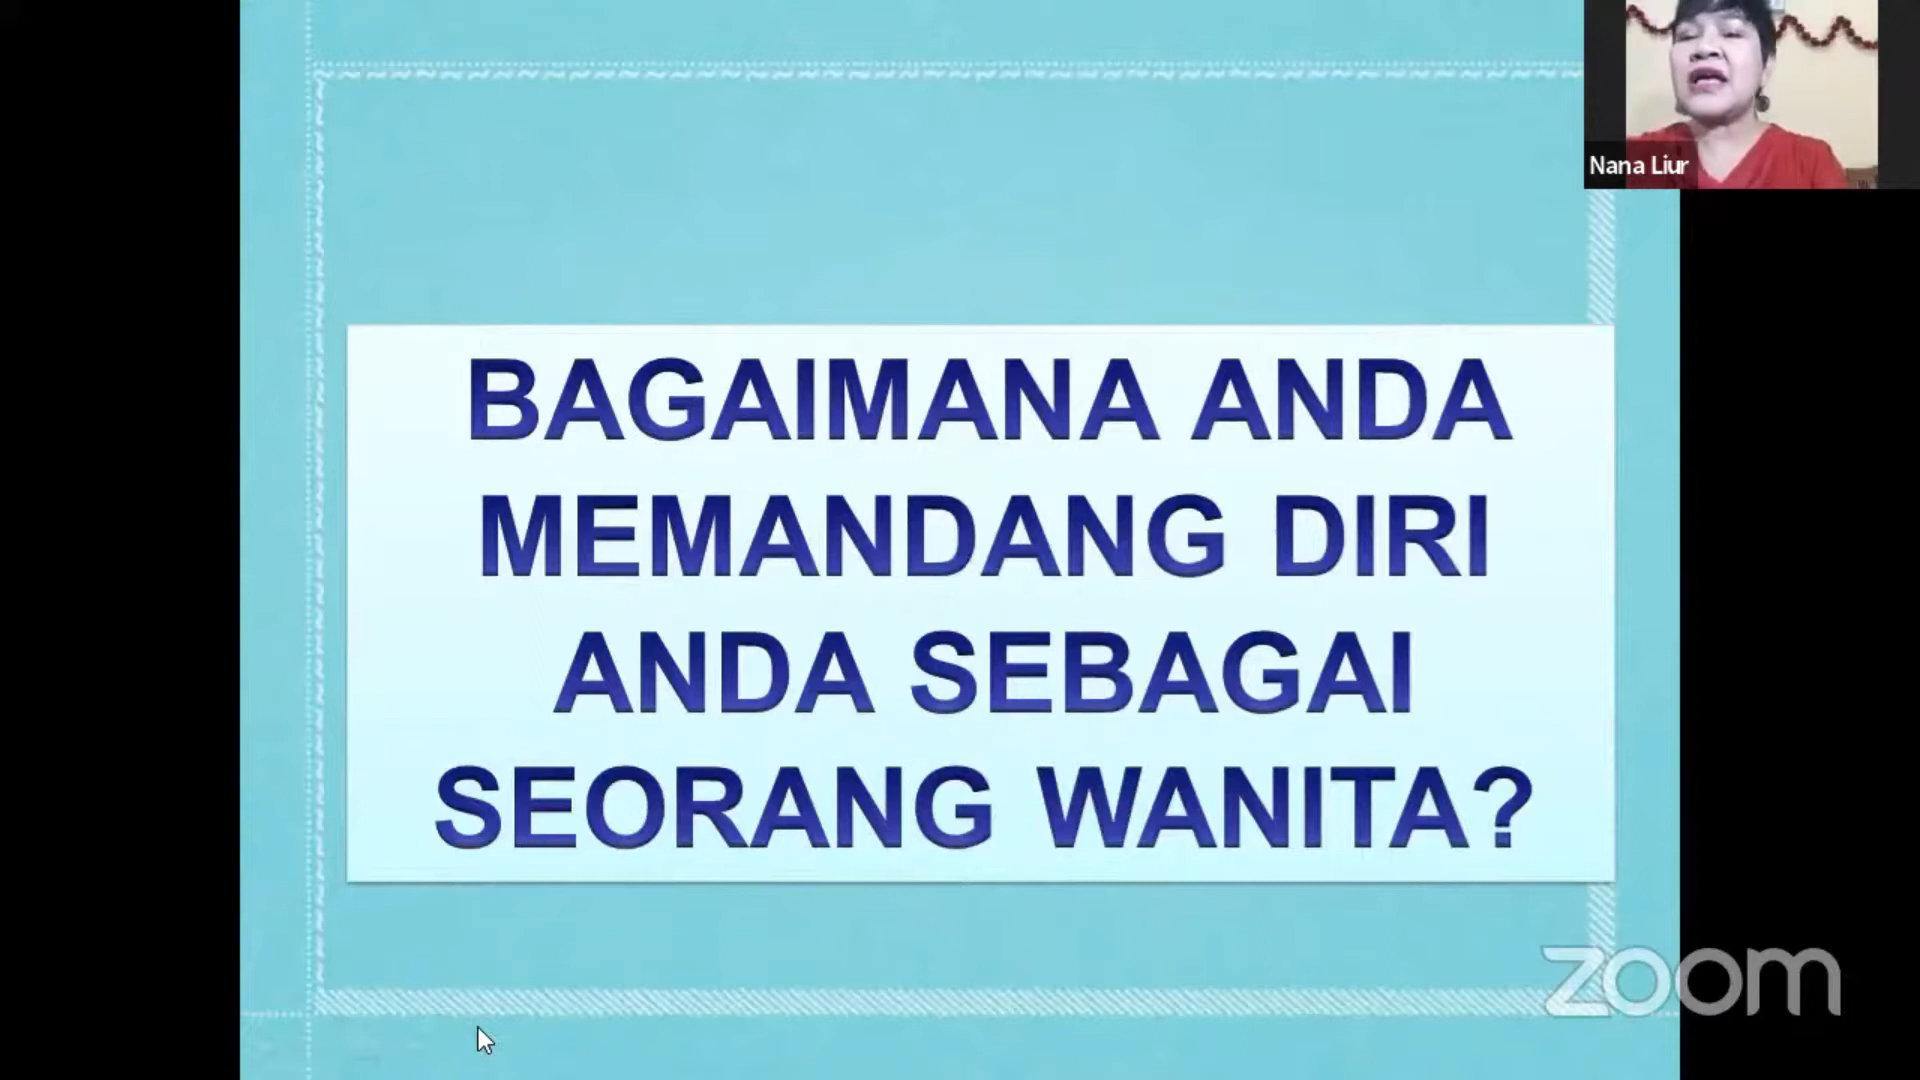 Nana Liur
BAGAIMANA ANDA
MEMANDANG DIRI
ANDA SEBAGAI
SEORANG WANITA?
zoom